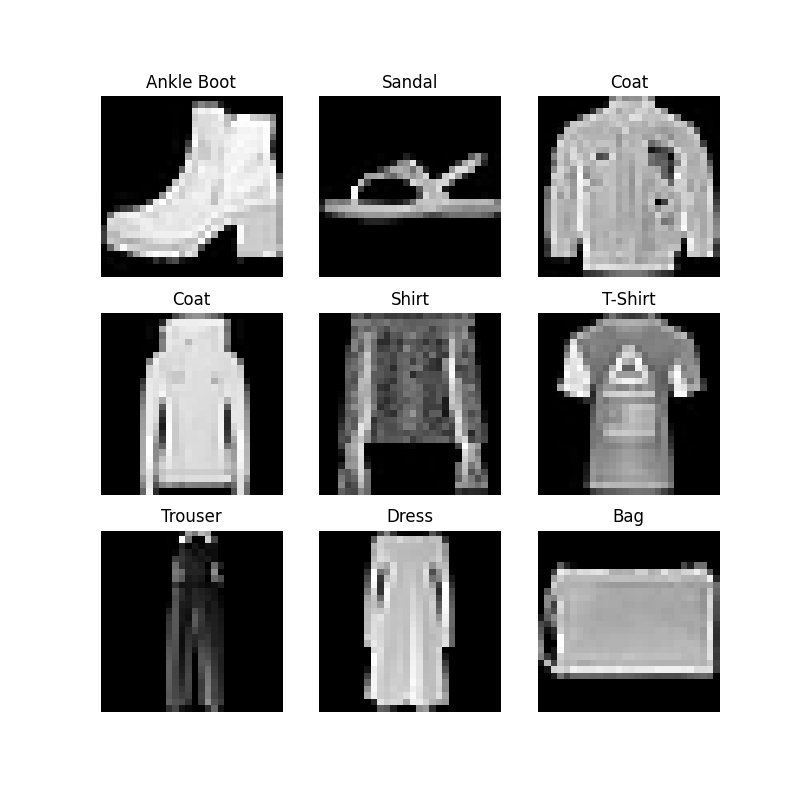 Ankle Boot
Sandal
Coat
Coat
Shirt
T-Shirt
Trouser
Dress
Bag